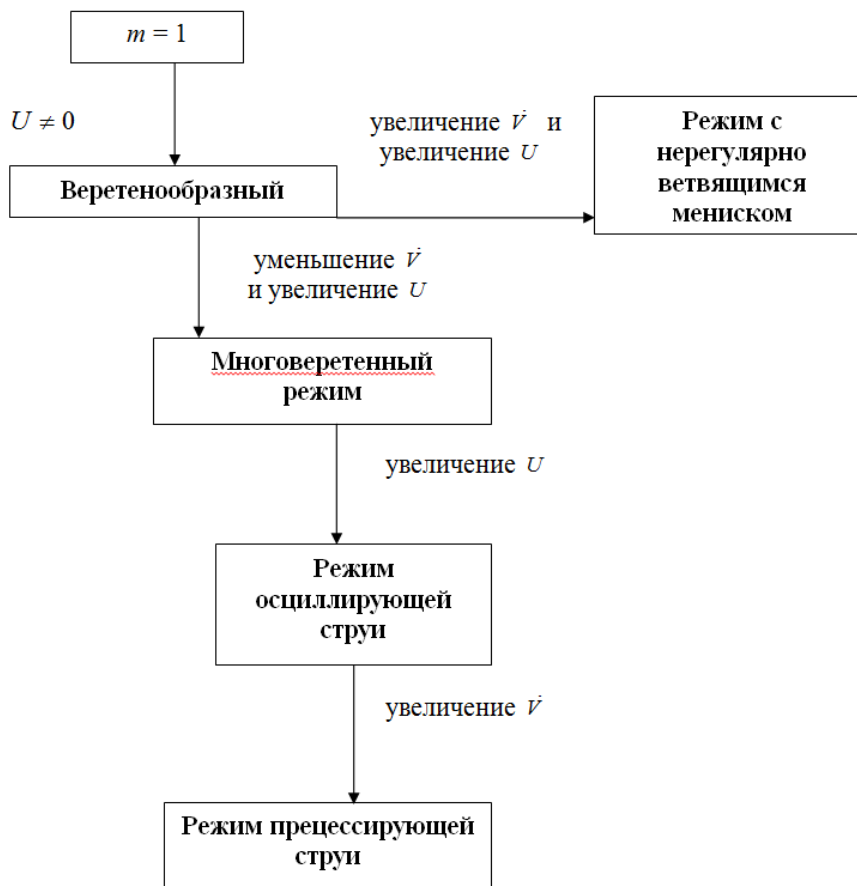 m = 1
U ≠ 0
увеличение V̇ и
увеличение U
Режим с
нерегулярно
ветвящимся
мениском
Веретенообразный
уменьшение V̇
и увеличение U
Многоверетенный
режим
увеличение U
Режим
осциллирующей
струи
увеличение V̇
Режим прецессирующей
струи